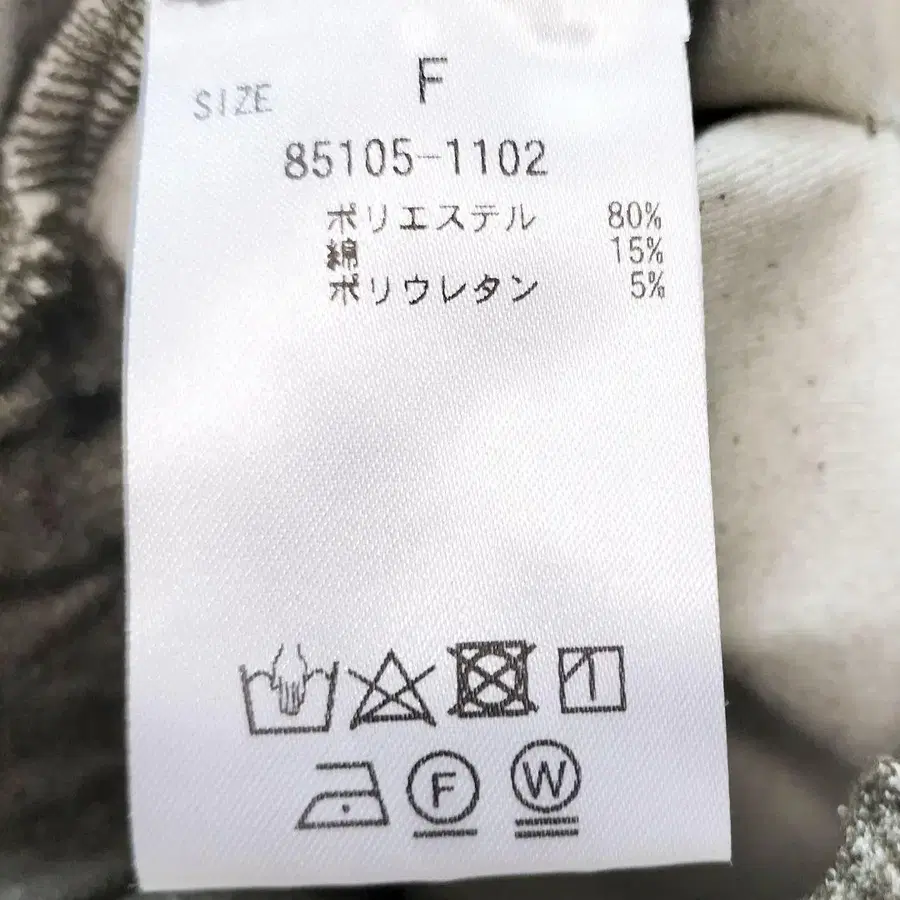 SIZE F
85105-1102
ポリエステル 80%
綿 15%
ポリウレタン 5%
F W